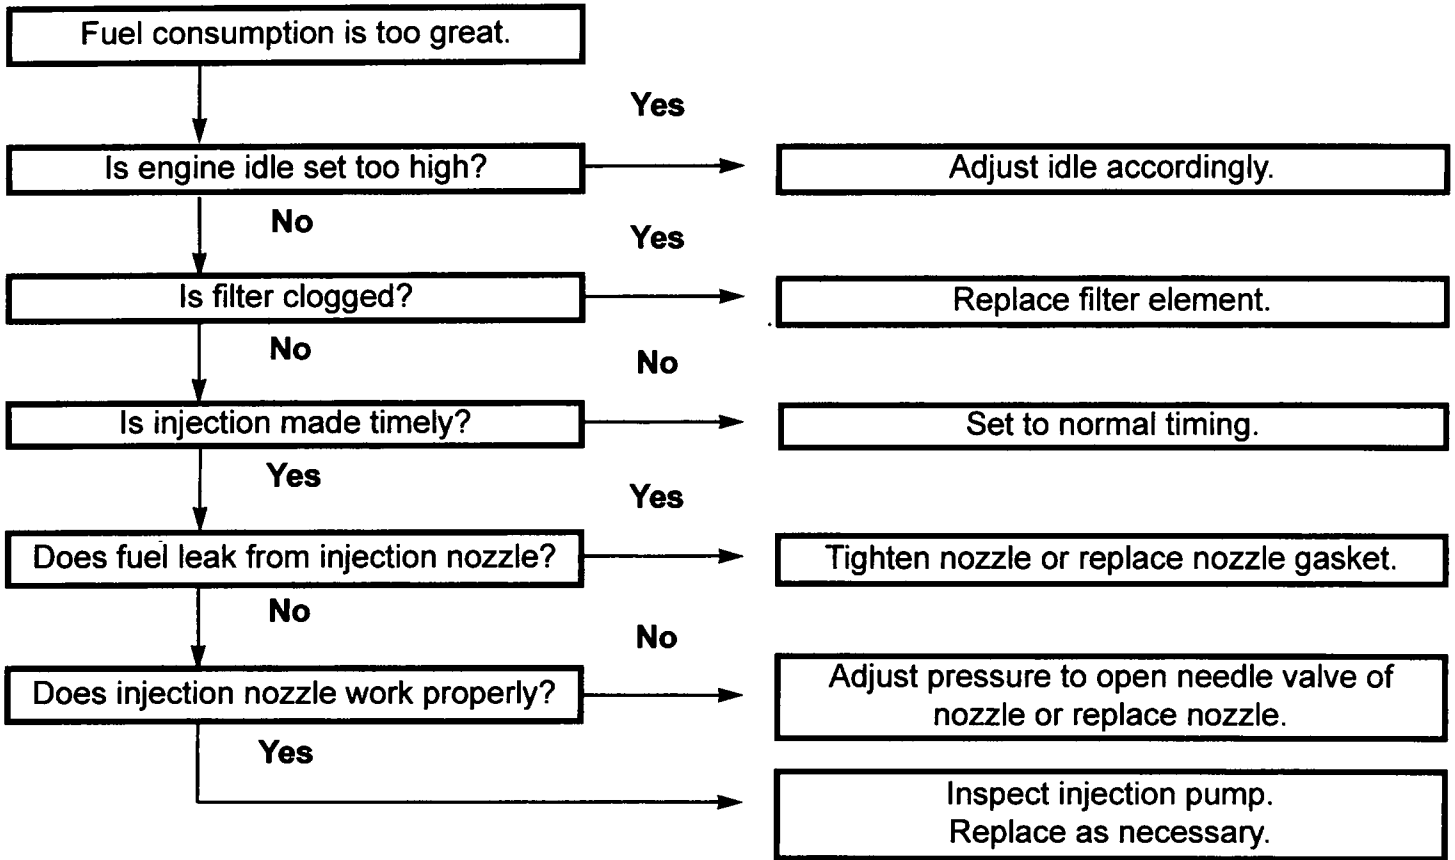 Fuel consumption is too great.
Yes
Is engine idle set too high?
Adjust idle accordingly.
No
Yes
Is filter clogged?
Replace filter element.
No
No
Is injection made timely?
Set to normal timing.
Yes
Yes
Does fuel leak from injection nozzle?
Tighten nozzle or replace nozzle gasket.
No
No
Does injection nozzle work properly?
Adjust pressure to open needle valve of
nozzle or replace nozzle.
Yes
Inspect injection pump.
Replace as necessary.